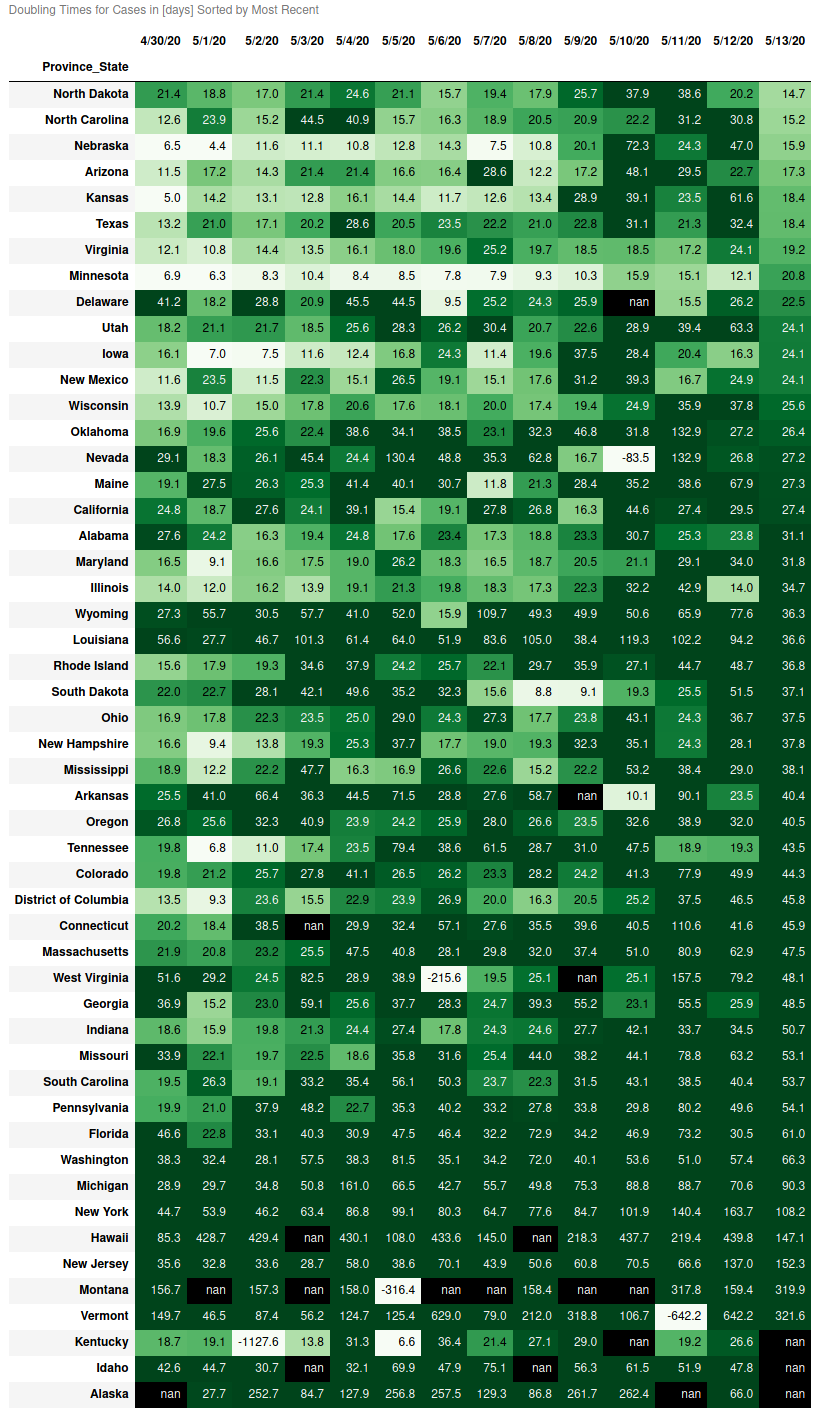 Doubling Times for Cases in [days] Sorted by Most Recent
4/30/20 5/1/20 5/2/20 5/3/20 5/4/20 5/5/20 5/6/20 5/7/20 5/8/20 5/9/20 5/10/20 5/11/20 5/12/20 5/13/20
Province_State
North Dakota 21.4 18.8 17.0 21.4 24.6 21.1 15.7 19.4 17.9 25.7 37.9 38.6 20.2 14.7
North Carolina 12.6 23.9 15.2 44.5 40.9 15.7 16.3 18.9 20.5 20.9 22.2 31.2 30.8 15.2
Nebraska 6.5 4.4 11.6 11.1 10.8 12.8 14.3 7.5 10.8 20.1 72.3 24.3 47.0 15.9
Arizona 11.5 17.2 14.3 21.4 21.4 16.6 16.4 28.6 12.2 17.2 48.1 29.5 22.7 17.3
Kansas 5.0 14.2 13.1 12.8 16.1 14.4 11.7 12.6 13.4 28.9 39.1 23.5 61.6 18.4
Texas 13.2 21.0 17.1 20.2 28.6 20.5 23.5 22.2 21.0 22.8 31.1 21.3 32.4 18.4
Virginia 12.1 10.8 14.4 13.5 16.1 18.0 19.6 25.2 19.7 18.5 18.5 17.2 24.1 19.2
Minnesota 6.9 6.3 8.3 10.4 8.4 8.5 7.8 7.9 9.3 10.3 15.9 15.1 12.1 20.8
Delaware 41.2 18.2 28.8 20.9 45.5 44.5 9.5 25.2 24.3 25.9 nan 15.5 26.2 22.5
Utah 18.2 21.1 21.7 18.5 25.6 28.3 26.2 30.4 20.7 22.6 28.9 39.4 63.3 24.1
Iowa 16.1 7.0 7.5 11.6 12.4 16.8 24.3 11.4 19.6 37.5 28.4 20.4 16.3 24.1
New Mexico 11.6 23.5 11.5 22.3 15.1 26.5 19.1 15.1 17.6 31.2 39.3 16.7 24.9 24.1
Wisconsin 13.9 10.7 15.0 17.8 20.6 17.6 18.1 20.0 17.4 19.4 24.9 35.9 37.8 25.6
Oklahoma 16.9 19.6 25.6 22.4 38.6 34.1 38.5 23.1 32.3 46.8 31.8 132.9 27.2 26.4
Nevada 29.1 18.3 26.1 45.4 24.4 130.4 48.8 35.3 62.8 16.7 -83.5 132.9 26.8 27.2
Maine 19.1 27.5 26.3 25.3 41.4 40.1 30.7 11.8 21.3 28.4 35.2 38.6 67.9 27.3
California 24.8 18.7 27.6 24.1 39.1 15.4 19.1 27.8 26.8 16.3 44.6 27.4 29.5 27.4
Alabama 27.6 24.2 16.3 19.4 24.8 17.6 23.4 17.3 18.8 23.3 30.7 25.3 23.8 31.1
Maryland 16.5 9.1 16.6 17.5 19.0 26.2 18.3 16.5 18.7 20.5 21.1 29.1 34.0 31.8
Illinois 14.0 12.0 16.2 13.9 19.1 21.3 19.8 18.3 17.3 22.3 32.2 42.9 14.0 34.7
Wyoming 27.3 55.7 30.5 57.7 41.0 52.0 15.9 109.7 49.3 49.9 50.6 65.9 77.6 36.3
Louisiana 56.6 27.7 46.7 101.3 61.4 64.0 51.9 83.6 105.0 38.4 119.3 102.2 94.2 36.6
Rhode Island 15.6 17.9 19.3 34.6 37.9 24.2 25.7 22.1 29.7 35.9 27.1 44.7 48.7 36.8
South Dakota 22.0 22.7 28.1 42.1 49.6 35.2 32.3 15.6 8.8 9.1 19.3 25.5 51.5 37.1
Ohio 16.9 17.8 22.3 23.5 25.0 29.0 24.3 27.3 17.7 23.8 43.1 24.3 36.7 37.5
New Hampshire 16.6 9.4 13.8 19.3 25.3 37.7 17.7 19.0 19.3 32.3 35.1 24.3 28.1 37.8
Mississippi 18.9 12.2 22.2 47.7 16.3 16.9 26.6 22.6 15.2 22.2 53.2 38.4 29.0 38.1
Arkansas 25.5 41.0 66.4 36.3 44.5 71.5 28.8 27.6 58.7 nan 10.1 90.1 23.5 40.4
Oregon 26.8 25.6 32.3 40.9 23.9 24.2 25.9 28.0 26.6 23.5 32.6 38.9 32.0 40.5
Tennessee 19.8 6.8 11.0 17.4 23.5 79.4 38.6 61.5 28.7 31.0 47.5 18.9 19.3 43.5
Colorado 19.8 21.2 25.7 27.8 41.1 26.5 26.2 23.3 28.2 24.2 41.3 77.9 49.9 44.3
District of Columbia 13.5 9.3 23.6 15.5 22.9 23.9 26.9 20.0 16.3 20.5 25.2 37.5 46.5 45.8
Connecticut 20.2 18.4 38.5 nan 29.9 32.4 57.1 27.6 35.5 39.6 40.5 110.6 41.6 45.9
Massachusetts 21.9 20.8 23.2 25.5 47.5 40.8 28.1 29.8 32.0 37.4 51.0 80.9 62.9 47.5
West Virginia 51.6 29.2 24.5 82.5 28.9 38.9 -215.6 19.5 25.1 nan 25.1 157.5 79.2 48.1
Georgia 36.9 15.2 23.0 59.1 25.6 37.7 28.3 24.7 39.3 55.2 23.1 55.5 25.9 48.5
Indiana 18.6 15.9 19.8 21.3 24.4 27.4 17.8 24.3 24.6 27.7 42.1 33.7 34.5 50.7
Missouri 33.9 22.1 19.7 22.5 18.6 35.8 31.6 25.4 44.0 38.2 44.1 78.8 63.2 53.1
South Carolina 19.5 26.3 19.1 33.2 35.4 56.1 50.3 23.7 22.3 31.5 43.1 38.5 40.4 53.7
Pennsylvania 19.9 21.0 37.9 48.2 22.7 35.3 40.2 33.2 27.8 33.8 29.8 80.2 49.6 54.1
Florida 46.6 22.8 33.1 40.3 30.9 47.5 46.4 32.2 72.9 34.2 46.9 73.2 30.5 61.0
Washington 38.3 32.4 28.1 57.5 38.3 81.5 35.1 34.2 72.0 40.1 53.6 51.0 57.4 66.3
Michigan 28.9 29.7 34.8 50.8 161.0 66.5 42.7 55.7 49.8 75.3 88.8 88.7 70.6 90.3
New York 44.7 53.9 46.2 63.4 86.8 99.1 80.3 64.7 77.6 84.7 101.9 140.4 163.7 108.2
Hawaii 85.3 428.7 429.4 nan 430.1 108.0 433.6 145.0 nan 218.3 437.7 219.4 439.8 147.1
New Jersey 35.6 32.8 33.6 28.7 58.0 38.6 70.1 43.9 50.6 60.8 70.5 66.6 137.0 152.3
Montana 156.7 nan 157.3 nan 158.0 -316.4 nan nan 158.4 nan nan 317.8 159.4 319.9
Vermont 149.7 46.5 87.4 56.2 124.7 125.4 629.0 79.0 212.0 318.8 106.7 -642.2 642.2 321.6
Kentucky 18.7 19.1 -1127.6 13.8 31.3 6.6 36.4 21.4 27.1 29.0 nan 19.2 26.6 nan
Idaho 42.6 44.7 30.7 nan 32.1 69.9 47.9 75.1 nan 56.3 61.5 51.9 47.8 nan
Alaska nan 27.7 252.7 84.7 127.9 256.8 257.5 129.3 86.8 261.7 262.4 nan 66.0 nan